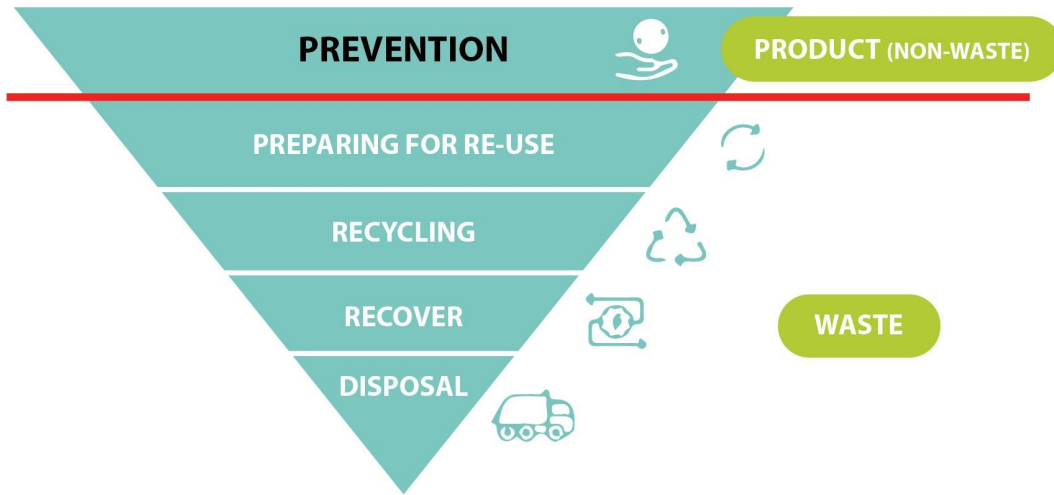 PREVENTION
PRODUCT (NON-WASTE)
PREPARING FOR RE-USE
RECYCLING
RECOVER
WASTE
DISPOSAL